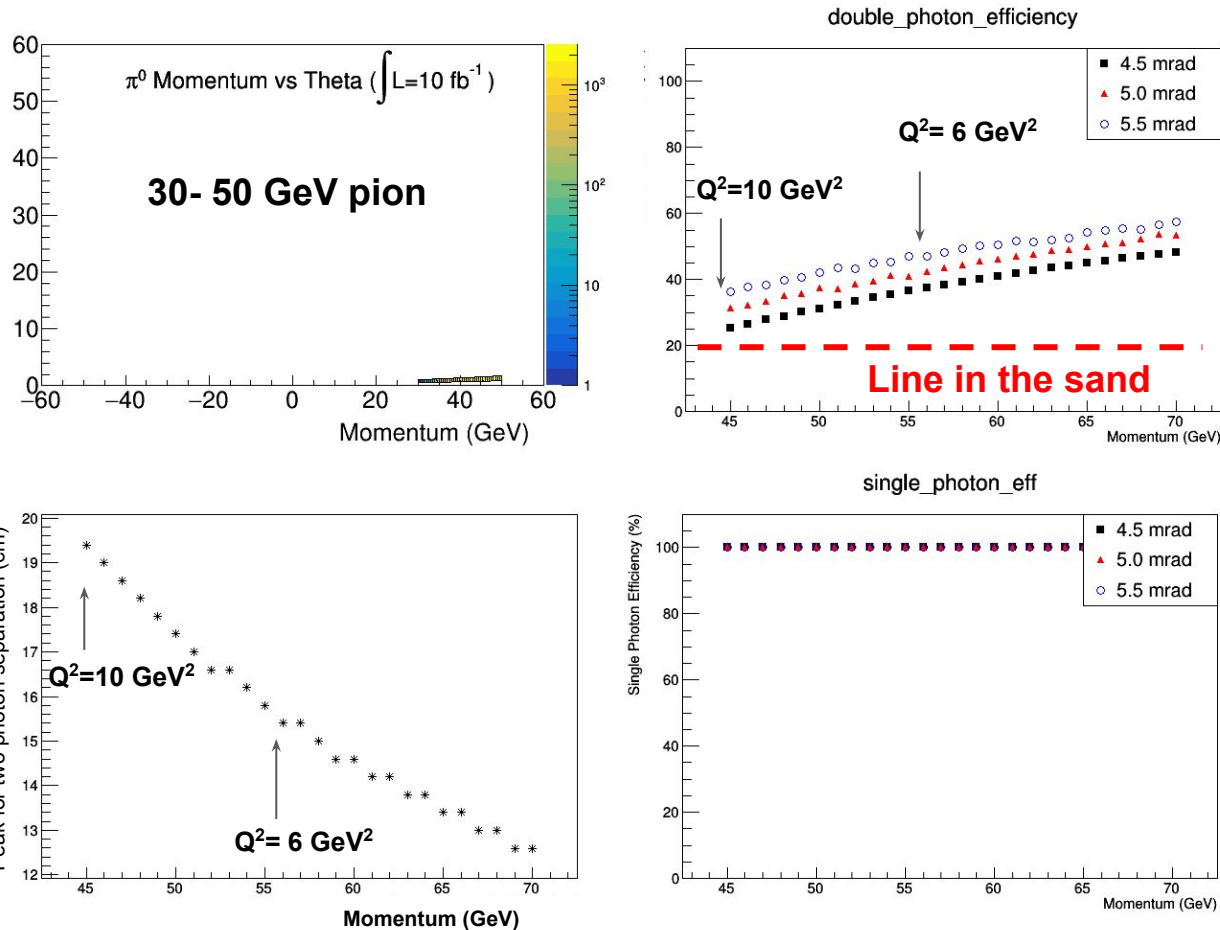 π⁰ Momentum vs Theta (∫L=10 fb⁻¹)
30- 50 GeV pion
60
50
40
30
20
10
0
−60 −40 −20 0 20 40 60
Momentum (GeV)
10³
10²
10
1
double_photon_efficiency
4.5 mrad
5.0 mrad
5.5 mrad
Q²= 6 GeV²
Q²=10 GeV²
Line in the sand
100
80
60
40
20
0
45 50 55 60 65 70
Momentum (GeV)
Peak for two photon separation (cm)
20
19
18
17
16
15
14
13
12
Q²=10 GeV²
Q²= 6 GeV²
45 50 55 60 65 70
Momentum (GeV)
single_photon_eff
4.5 mrad
5.0 mrad
5.5 mrad
Single Photon Efficiency (%)
100
80
60
40
20
0
45 50 55 60 65 70
Momentum (GeV)